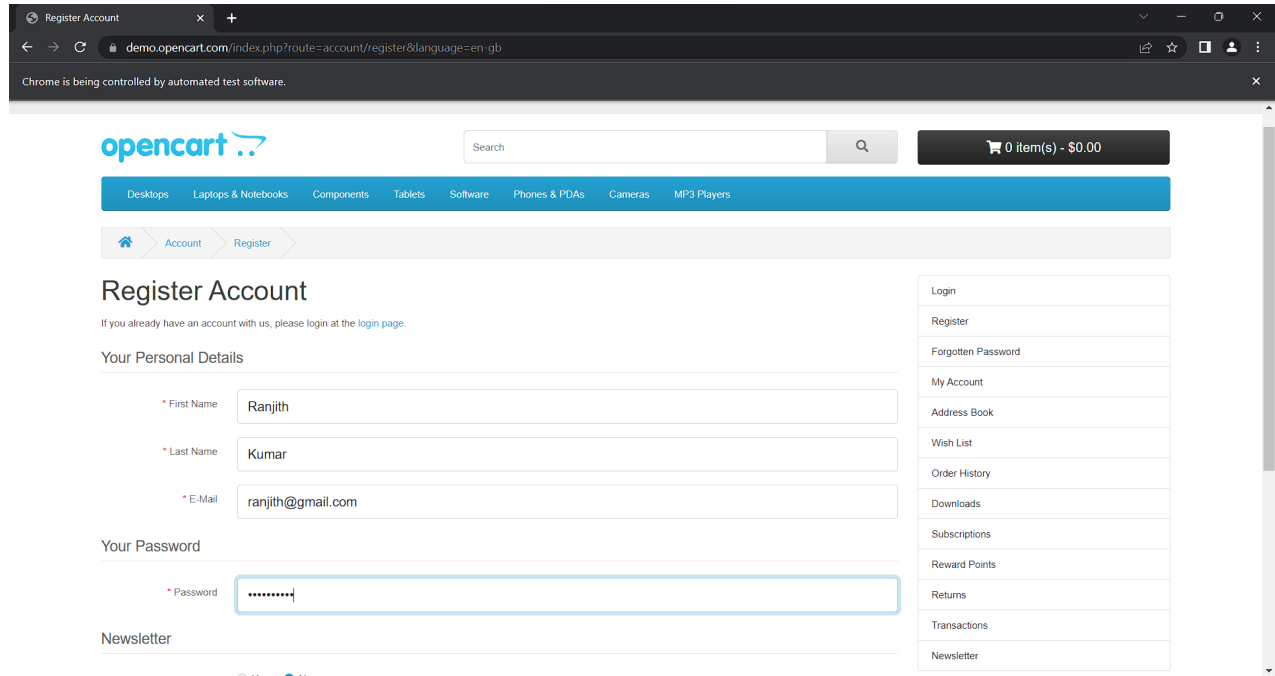 Register Account
demo.opencart.com/index.php?route=account/register&language=en-gb
Chrome is being controlled by automated test software.
opencart
Search
0 item(s) - $0.00
Desktops Laptops & Notebooks Components Tablets Software Phones & PDAs Cameras MP3 Players
Account Register
Register Account
If you already have an account with us, please login at the login page.
Your Personal Details
* First Name Ranjith
* Last Name Kumar
* E-Mail ranjith@gmail.com
Your Password
* Password ••••••••••
Newsletter
Login
Register
Forgotten Password
My Account
Address Book
Wish List
Order History
Downloads
Subscriptions
Reward Points
Returns
Transactions
Newsletter